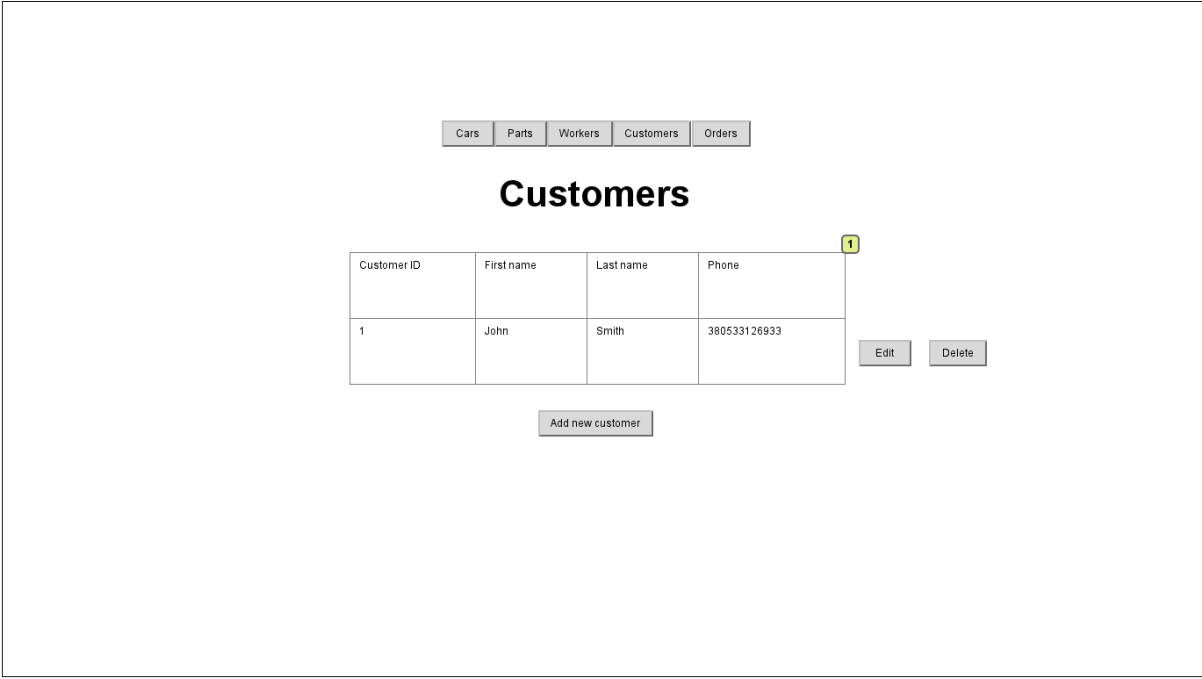 Cars Parts Workers Customers Orders
Customers
1
Customer ID First name Last name Phone
1 John Smith 380533126933
Edit Delete
Add new customer